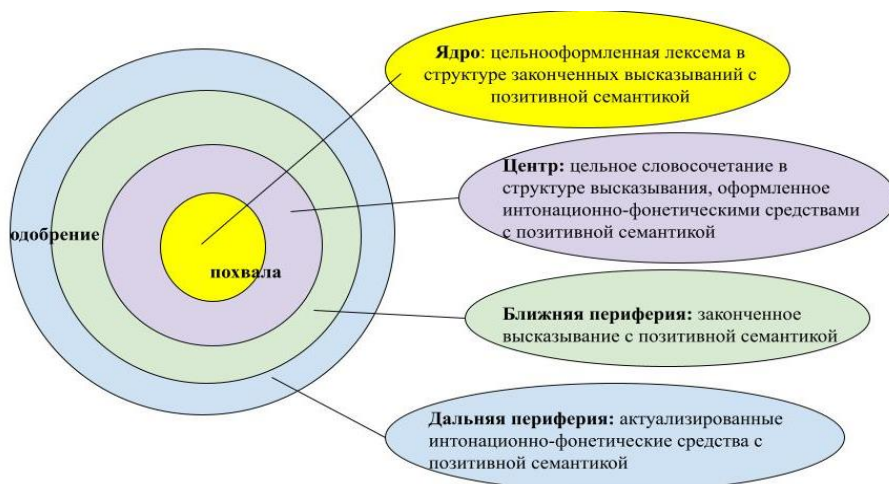 Ядро: цельнооформленная лексема в
структуре законченных высказываний с
позитивной семантикой
Центр: цельное словосочетание в
структуре высказывания, оформленное
интонационно-фонетическими средствами
с позитивной семантикой
одобрение
похвала
Ближняя периферия: законченное
высказывание с позитивной семантикой
Дальняя периферия: актуализированные
интонационно-фонетические средства с
позитивной семантикой